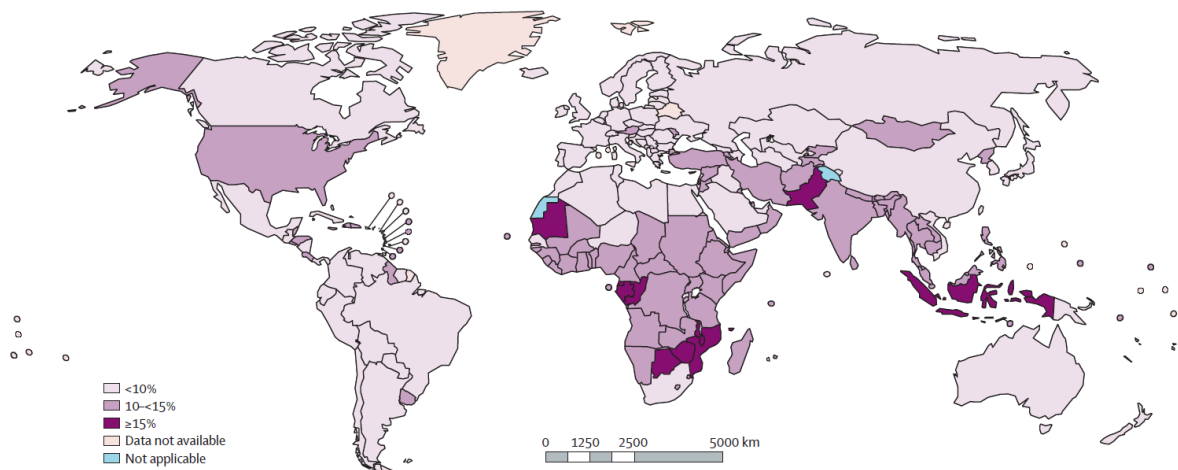 <10%
10–<15%
≥15%
Data not available
Not applicable
0 1250 2500 5000 km